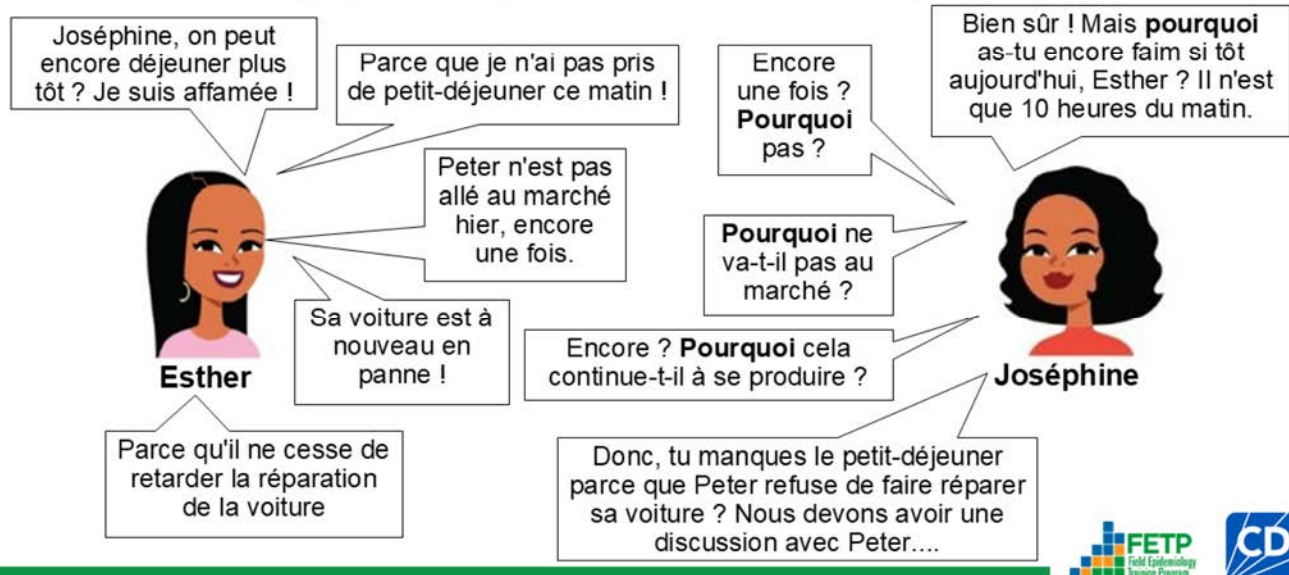 Joséphine, on peut
encore déjeuner plus
tôt ? Je suis affamée !
Bien sûr ! Mais pourquoi
as-tu encore faim si tôt
aujourd'hui, Esther ? Il n'est
que 10 heures du matin.
Parce que je n'ai pas pris
de petit-déjeuner ce matin !
Encore
une fois ?
Pourquoi
pas ?
Peter n'est pas
allé au marché
hier, encore
une fois.
Pourquoi ne
va-t-il pas au
marché ?
Sa voiture est à
nouveau en
panne !
Encore ? Pourquoi cela
continue-t-il à se produire ?
Esther
Joséphine
Parce qu'il ne cesse de
retarder la réparation
de la voiture
Donc, tu manques le petit-déjeuner
parce que Peter refuse de faire réparer
sa voiture ? Nous devons avoir une
discussion avec Peter....
FETP
Field Epidemiology
Training Program
CD